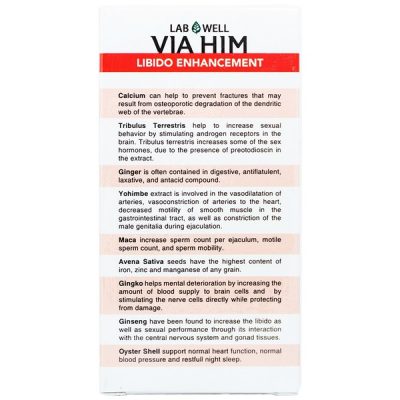 LAB WELL
VIA HIM
LIBIDO ENHANCEMENT
Calcium can help to prevent fractures that may
result from osteoporotic degradation of the dendritic
web of the vertebrae.
Tribulus Terrestris help to increase sexual
behavior by stimulating androgen receptors in the
brain. Tribulus terrestris increases some of the sex
hormones, due to the presence of preotodioscin in
the extract.
Ginger is often contained in digestive, antiflatulent,
laxative, and antacid compound.
Yohimbe extract is involved in the vasodilatation of
arteries, vasoconstriction of arteries to the heart,
decreased motility of smooth muscle in the
gastrointestinal tract, as well as constriction of
the male genitalia during ejaculation.
Maca increase sperm count per ejaculum, motile
sperm count, and sperm mobility.
Avena Sativa seeds have the highest content of
iron, zinc and manganese of any grain.
Gingko helps mental deterioration by increasing the
amount of blood supply to brain cells and by
stimulating the nerve cells directly while protecting
from damage.
Ginseng have been found to increase the libido as
well as sexual performance through its interaction
with the central nervous system and gonad tissues.
Oyster Shell support normal heart function, normal
blood pressure and restfull night sleep.